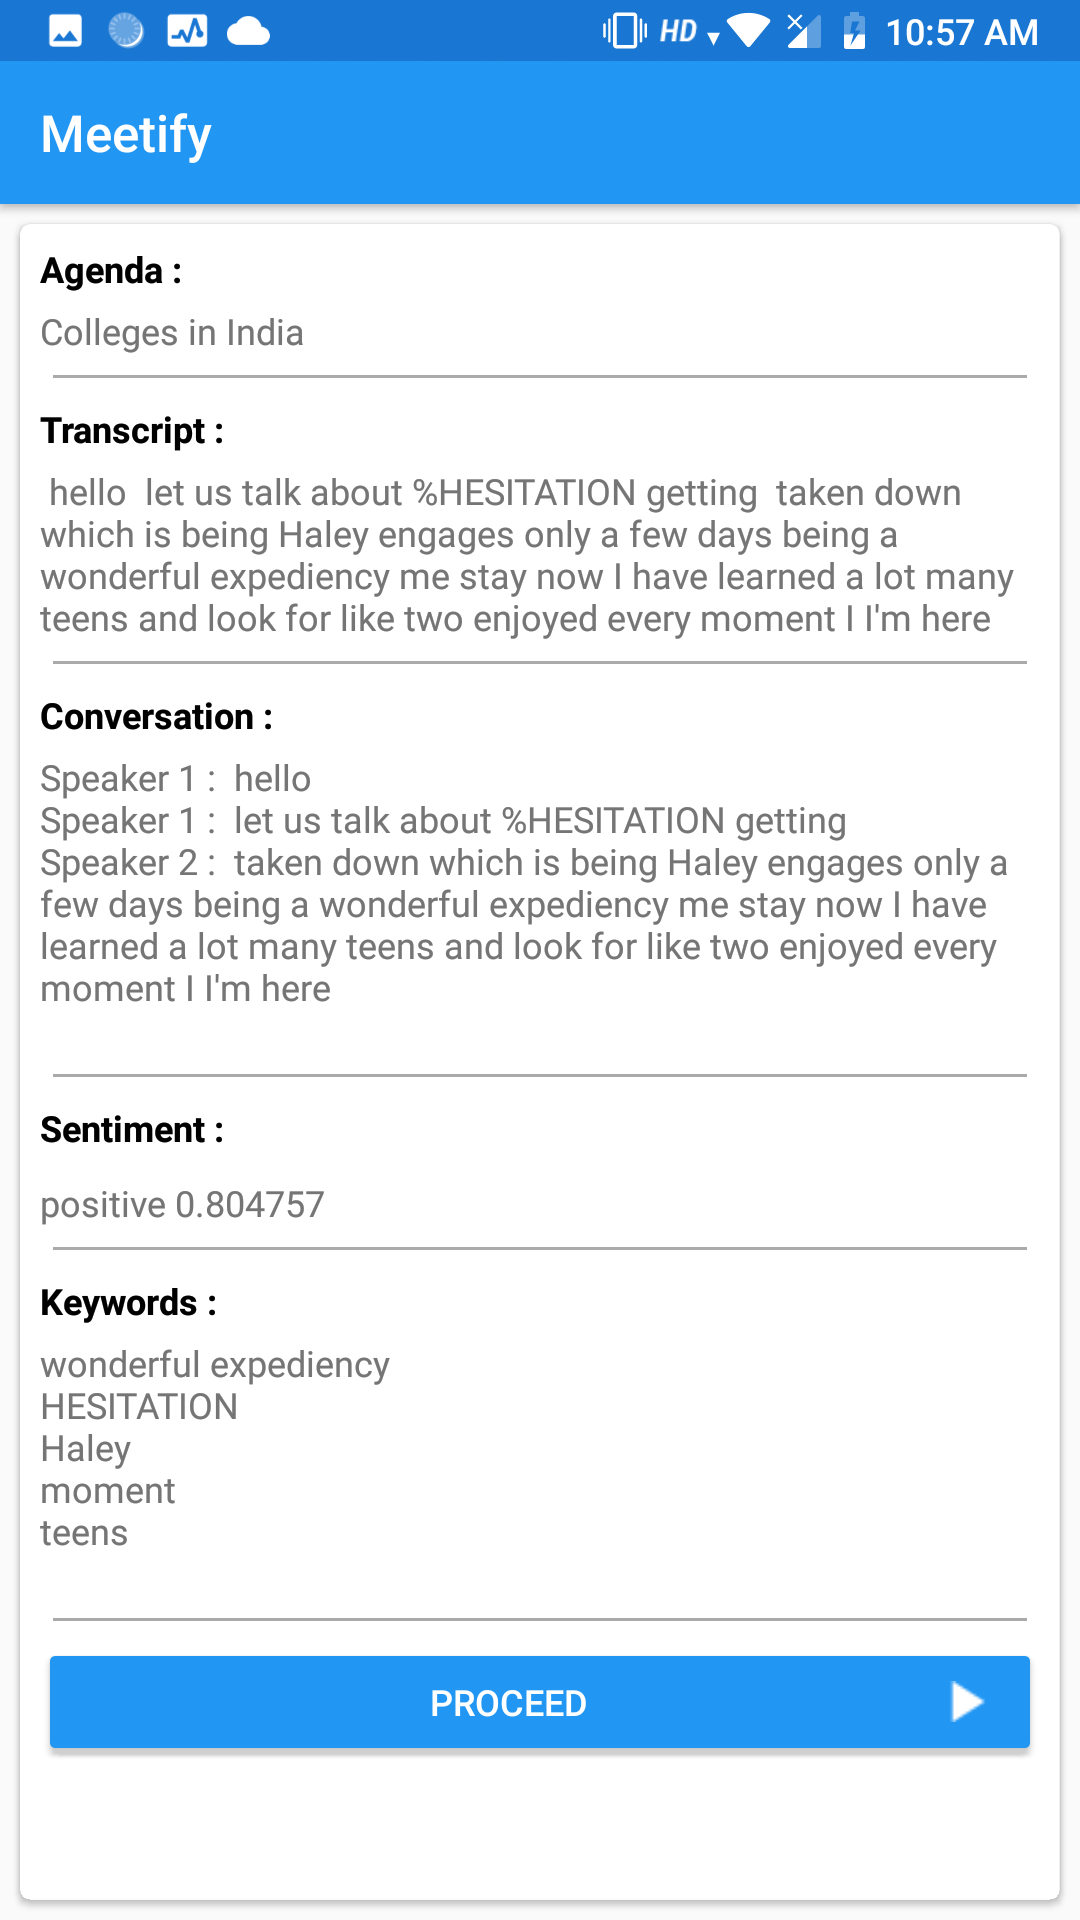 HD 10:57 AM
Meetify
Agenda :
Colleges in India
Transcript :
hello  let us talk about %HESITATION getting  taken down
which is being Haley engages only a few days being a
wonderful expediency me stay now I have learned a lot many
teens and look for like two enjoyed every moment I I'm here
Conversation :
Speaker 1 :  hello
Speaker 1 :  let us talk about %HESITATION getting
Speaker 2 :  taken down which is being Haley engages only a
few days being a wonderful expediency me stay now I have
learned a lot many teens and look for like two enjoyed every
moment I I'm here
Sentiment :
positive 0.804757
Keywords :
wonderful expediency
HESITATION
Haley
moment
teens
PROCEED